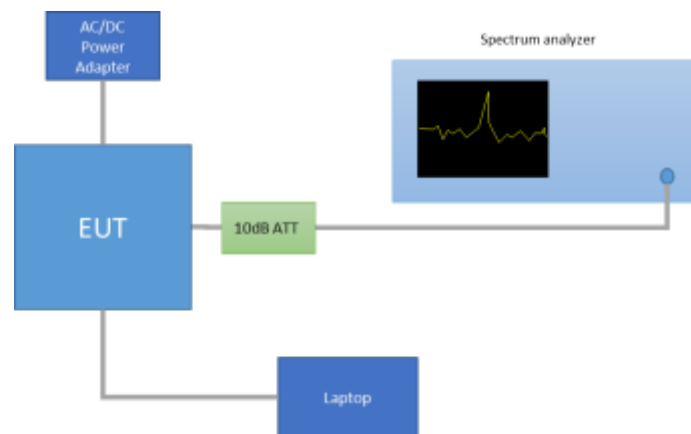 AC/DC
Power
Adapter
Spectrum analyzer
EUT
10dB ATT
Laptop